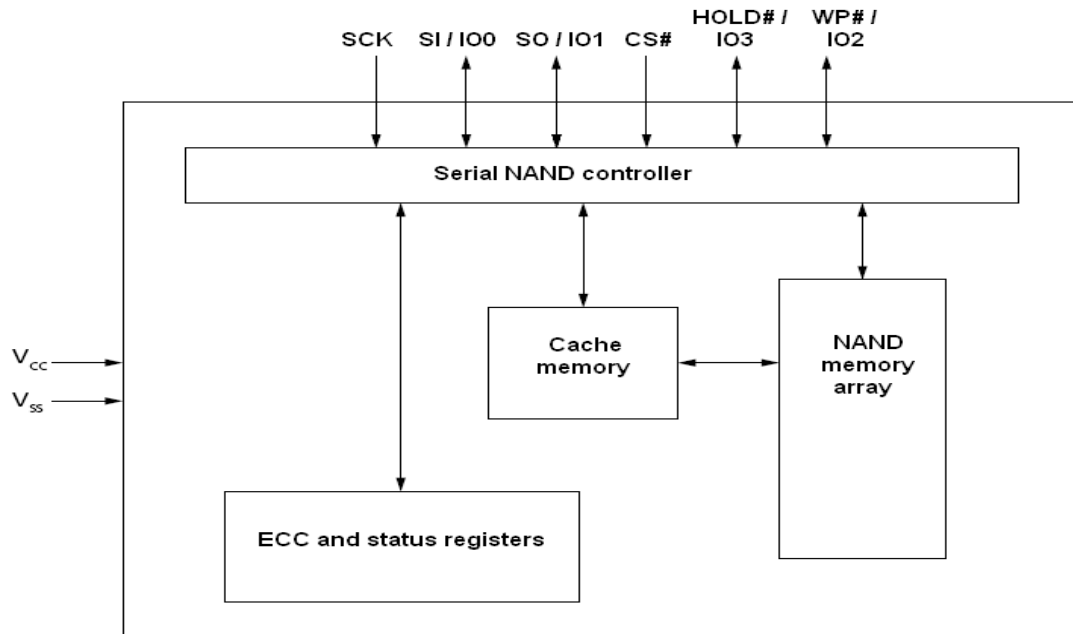 HOLD# / WP# /
SCK SI / IO0 SO / IO1 CS# IO3 IO2
Serial NAND controller
Cache
memory
NAND
memory
array
Vcc
Vss
ECC and status registers